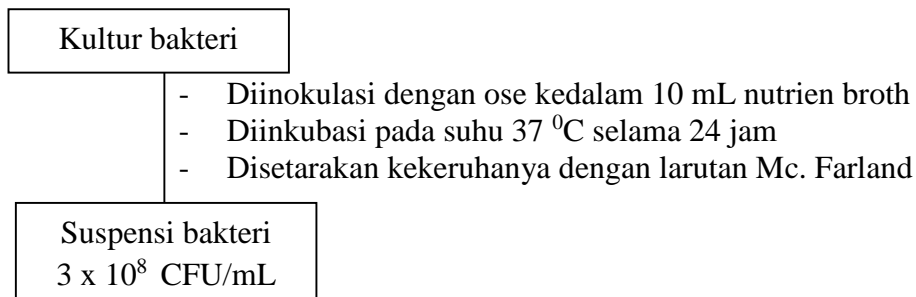 Kultur bakteri
- Diinokulasi dengan ose kedalam 10 mL nutrien broth
- Diinkubasi pada suhu 37 ⁰C selama 24 jam
- Disetarakan kekeruhanya dengan larutan Mc. Farland
Suspensi bakteri
3 x 10⁸ CFU/mL